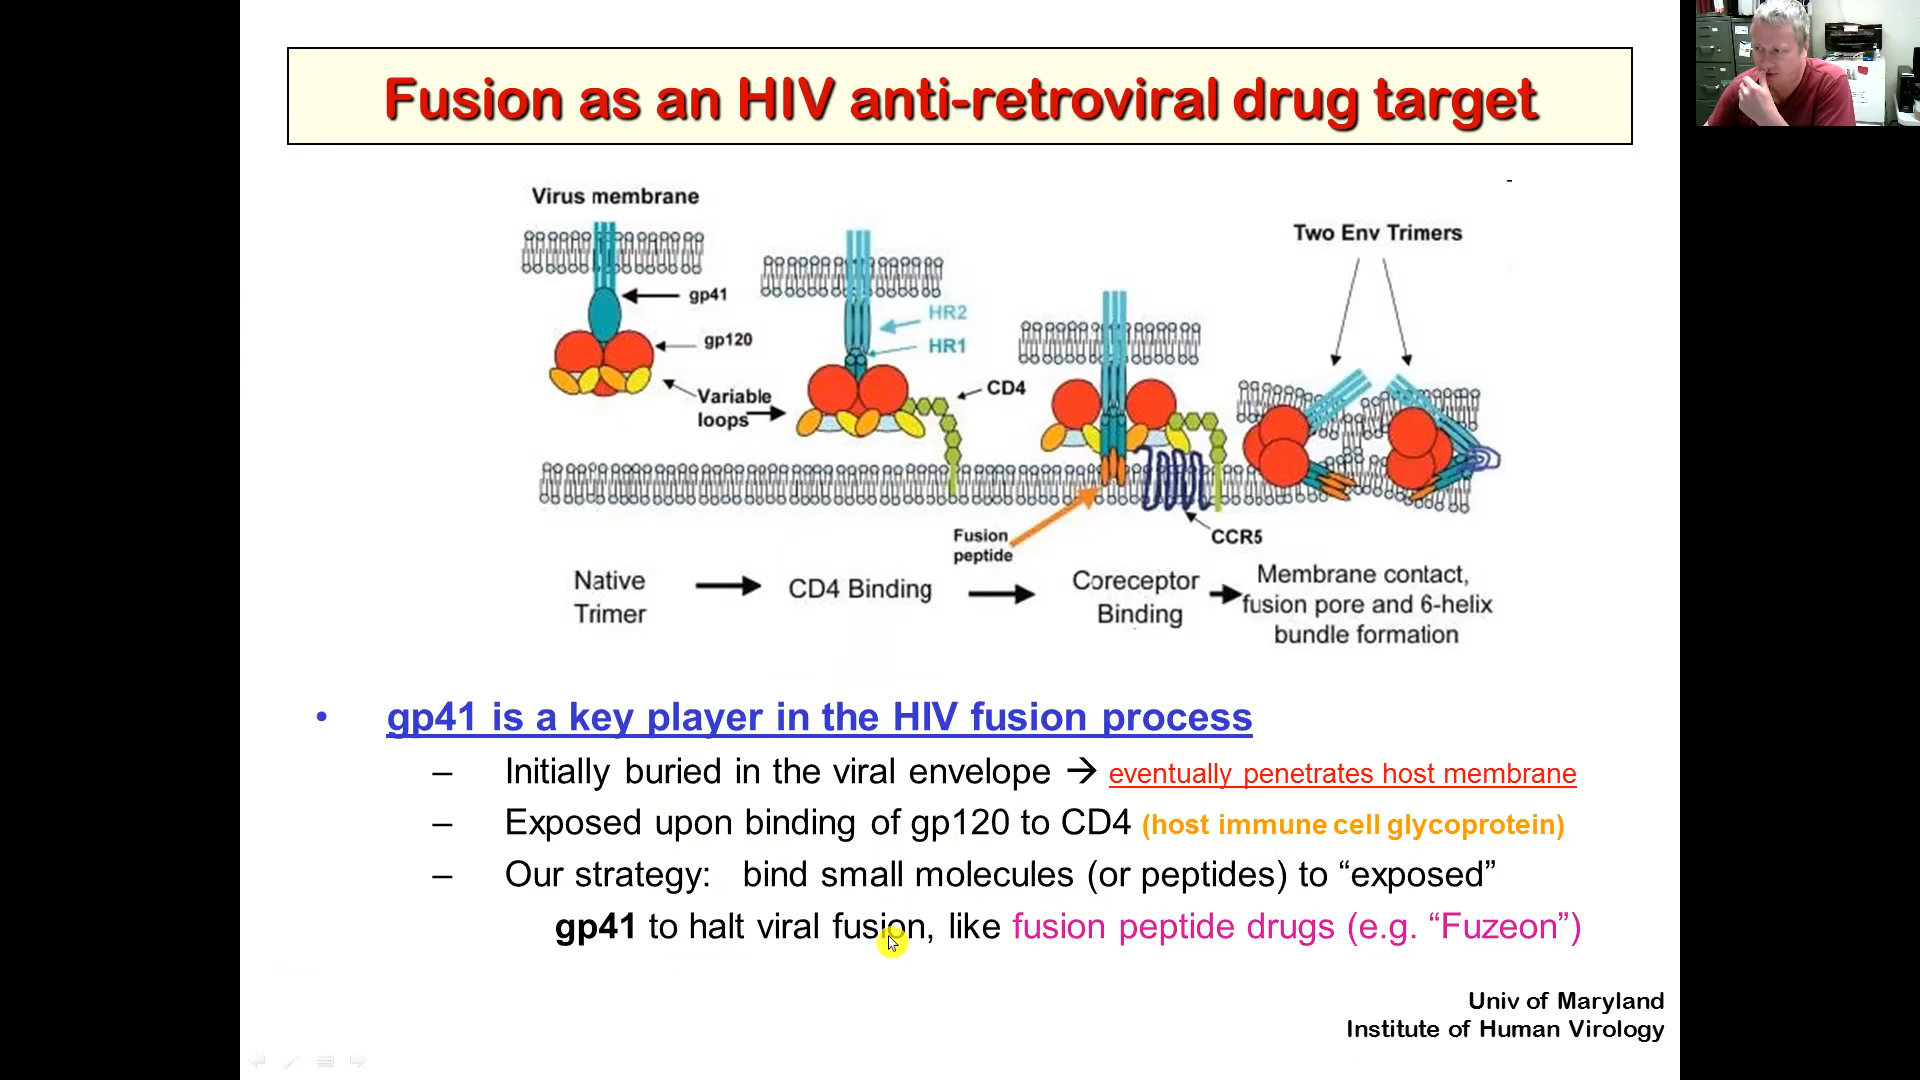 Fusion as an HIV anti-retroviral drug target
Virus membrane
Two Env Trimers
gp41
HR2
gp120
HR1
CD4
Variable
loops
Fusion
peptide
CCR5
Native
Trimer
CD4 Binding
Coreceptor
Binding
Membrane contact,
fusion pore and 6-helix
bundle formation
• gp41 is a key player in the HIV fusion process
– Initially buried in the viral envelope → eventually penetrates host membrane
– Exposed upon binding of gp120 to CD4 (host immune cell glycoprotein)
– Our strategy: bind small molecules (or peptides) to “exposed”
gp41 to halt viral fusion, like fusion peptide drugs (e.g. “Fuzeon”)
Univ of Maryland
Institute of Human Virology